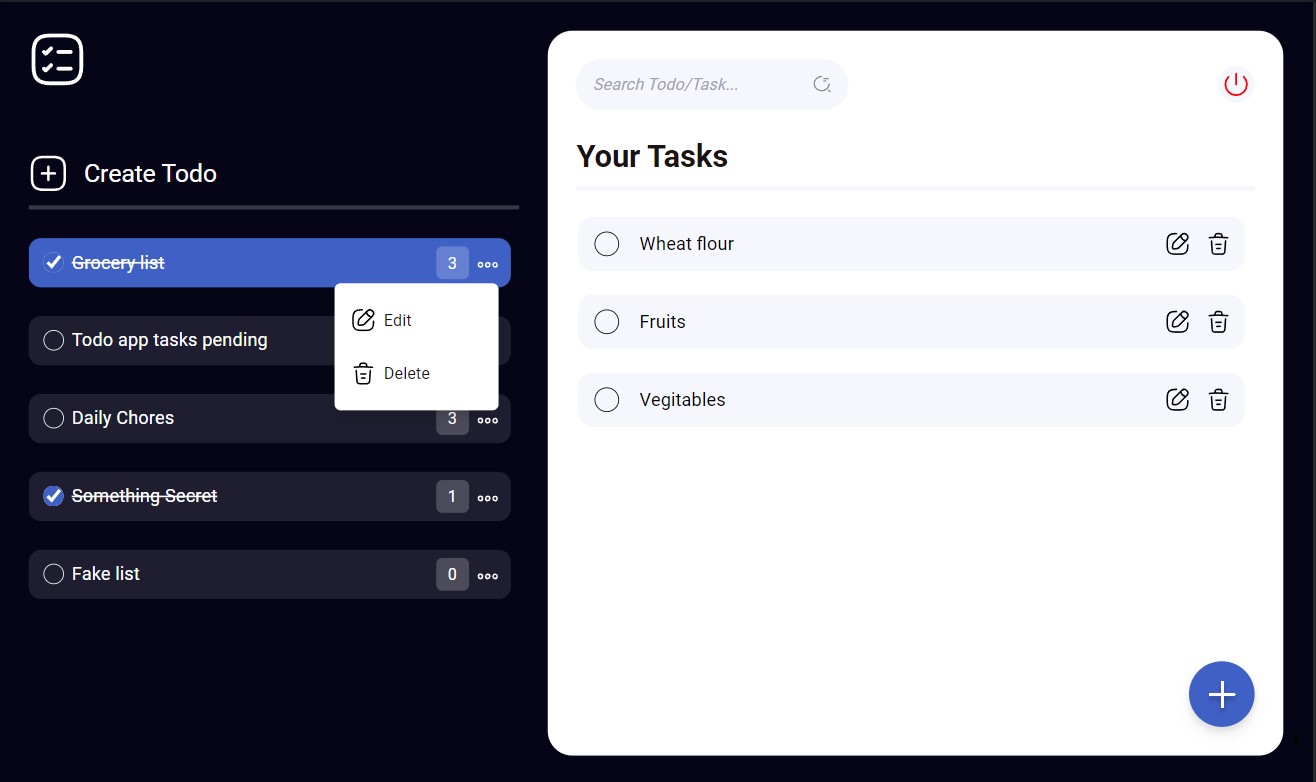 Search Todo/Task...
Create Todo
Your Tasks
Grocery list 3
Edit
Delete
Todo app tasks pending
Daily Chores 3
Something Secret 1
Fake list 0
Wheat flour
Fruits
Vegitables